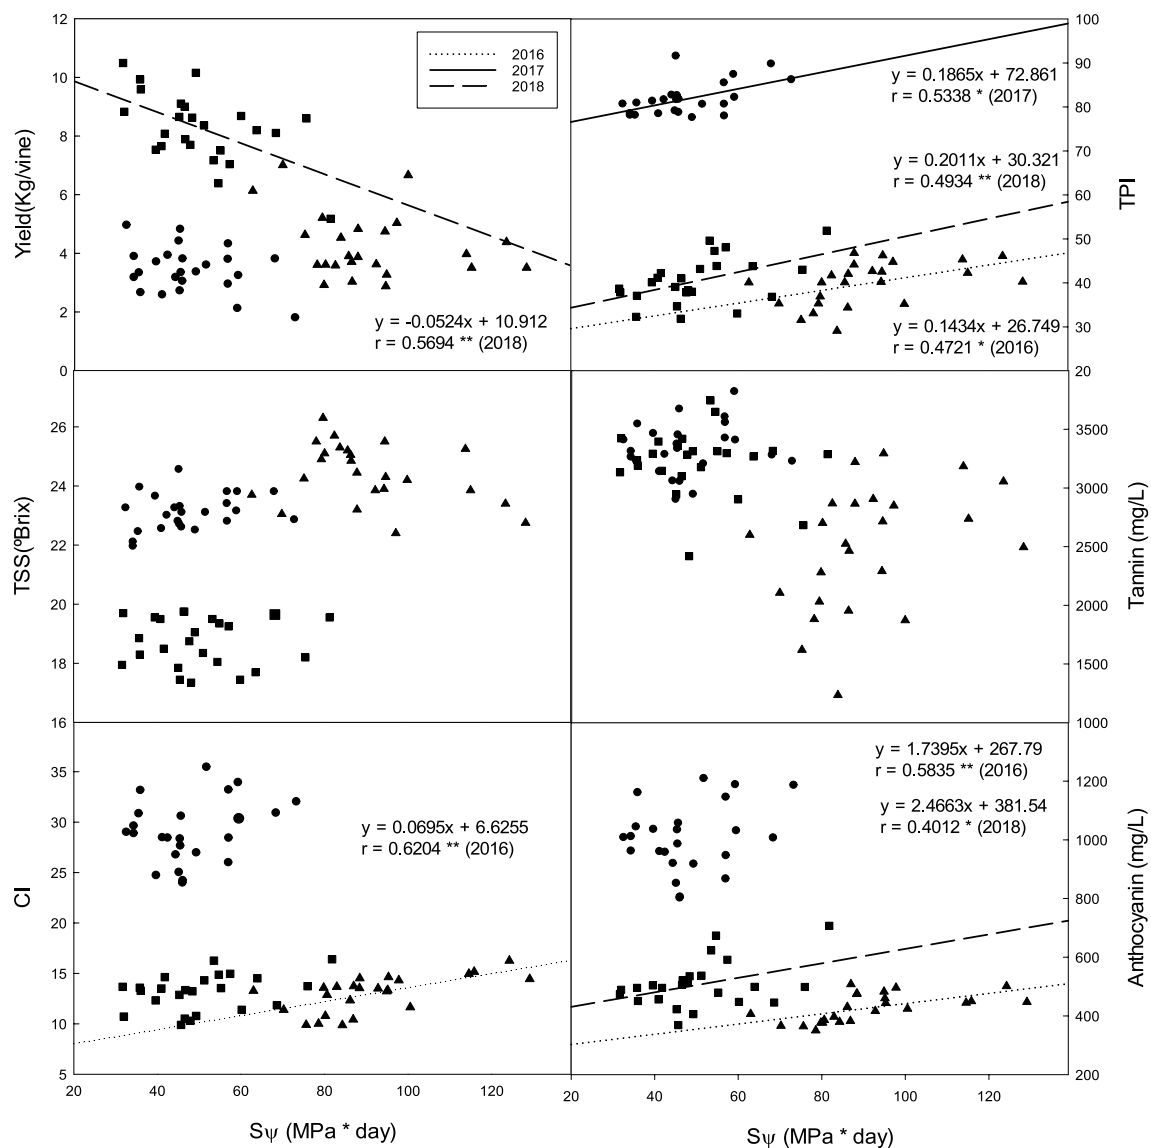 12
10
8
6
4
2
0
Yield(Kg/vine)
2016
2017
2018
y = -0.0524x + 10.912
r = 0.5694 ** (2018)
100
90
80
70
60
50
40
30
20
TPI
y = 0.1865x + 72.861
r = 0.5338 * (2017)
y = 0.2011x + 30.321
r = 0.4934 ** (2018)
y = 0.1434x + 26.749
r = 0.4721 * (2016)
26
24
22
20
18
16
TSS(ºBrix)
3500
3000
2500
2000
1500
1000
Tannin (mg/L)
35
30
25
20
15
10
5
CI
y = 0.0695x + 6.6255
r = 0.6204 ** (2016)
20 40 60 80 100 120
Sψ (MPa * day)
y = 1.7395x + 267.79
r = 0.5835 ** (2016)
y = 2.4663x + 381.54
r = 0.4012 * (2018)
1200
1000
800
600
400
200
Anthocyanin (mg/L)
20 40 60 80 100 120
Sψ (MPa * day)